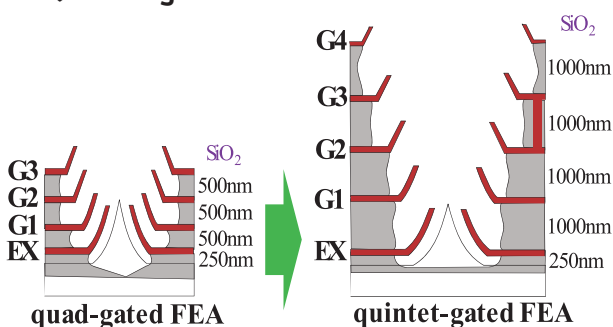 G3
G2
G1
EX
SiO₂
500nm
500nm
500nm
250nm
quad-gated FEA
G4
G3
G2
G1
EX
SiO₂
1000nm
1000nm
1000nm
1000nm
250nm
quintet-gated FEA